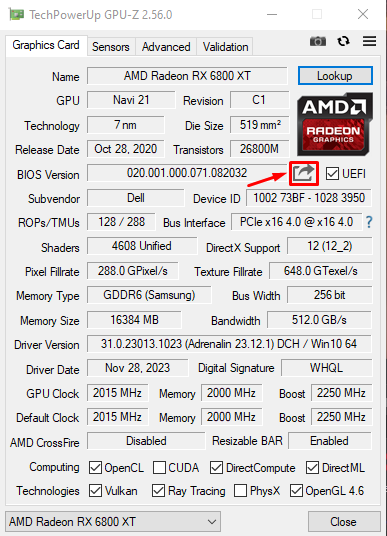 TechPowerUp GPU-Z 2.56.0
Graphics Card Sensors Advanced Validation
Name AMD Radeon RX 6800 XT Lookup
GPU Navi 21 Revision C1
Technology 7 nm Die Size 519 mm²
Release Date Oct 28, 2020 Transistors 26800M
AMD
RADEON
GRAPHICS
BIOS Version 020.001.000.071.082032 UEFI
Subvendor Dell Device ID 1002 73BF - 1028 3950
ROPs/TMUs 128 / 288 Bus Interface PCIe x16 4.0 @ x16 4.0 ?
Shaders 4608 Unified DirectX Support 12 (12_2)
Pixel Fillrate 288.0 GPixel/s Texture Fillrate 648.0 GTexel/s
Memory Type GDDR6 (Samsung) Bus Width 256 bit
Memory Size 16384 MB Bandwidth 512.0 GB/s
Driver Version 31.0.23013.1023 (Adrenalin 23.12.1) DCH / Win10 64
Driver Date Nov 28, 2023 Digital Signature WHQL
GPU Clock 2015 MHz Memory 2000 MHz Boost 2250 MHz
Default Clock 2015 MHz Memory 2000 MHz Boost 2250 MHz
AMD CrossFire Disabled Resizable BAR Enabled
Computing OpenCL CUDA DirectCompute DirectML
Technologies Vulkan Ray Tracing PhysX OpenGL 4.6
AMD Radeon RX 6800 XT Close